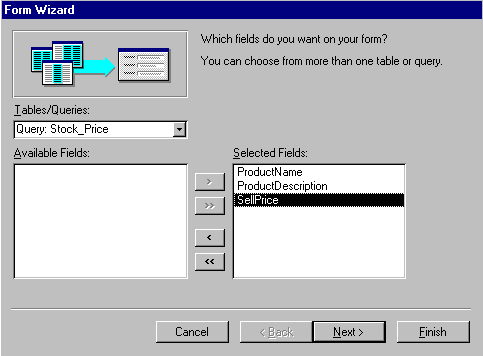 Form Wizard
Which fields do you want on your form?
You can choose from more than one table or query.
Tables/Queries:
Query: Stock_Price
Available Fields:
Selected Fields:
ProductName
ProductDescription
SellPrice
>
>>
<
<<
Cancel
< Back
Next >
Finish